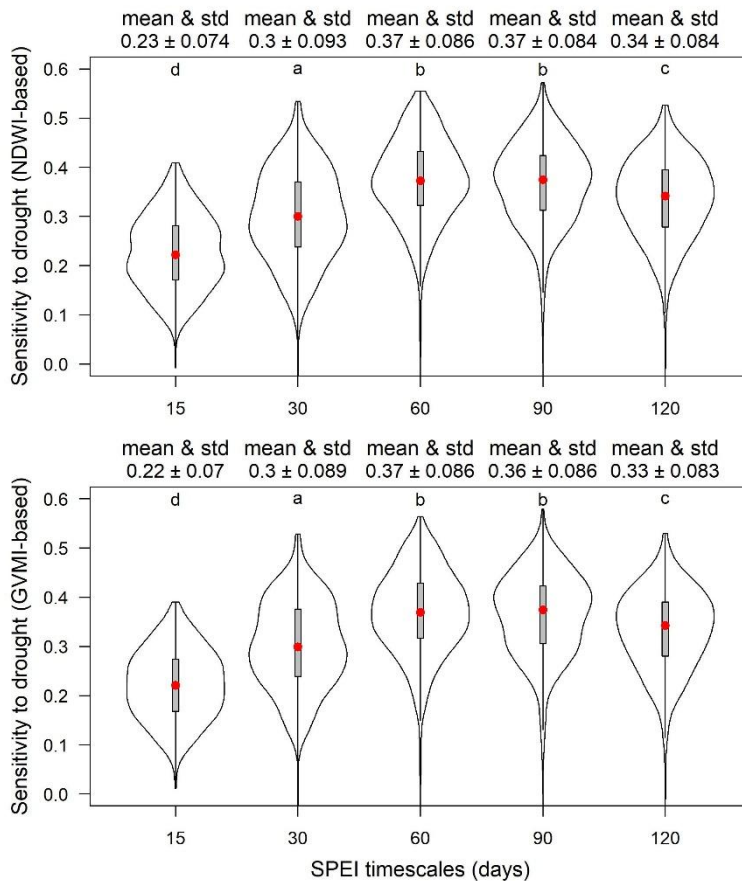 mean & std mean & std mean & std mean & std mean & std
0.23 ± 0.074 0.3 ± 0.093 0.37 ± 0.086 0.37 ± 0.084 0.34 ± 0.084
d a b b c
Sensitivity to drought (NDWI-based)
0.6
0.5
0.4
0.3
0.2
0.1
0.0
15 30 60 90 120
mean & std mean & std mean & std mean & std mean & std
0.22 ± 0.07 0.3 ± 0.089 0.37 ± 0.086 0.36 ± 0.086 0.33 ± 0.083
d a b b c
Sensitivity to drought (GVMI-based)
0.6
0.5
0.4
0.3
0.2
0.1
0.0
15 30 60 90 120
SPEI timescales (days)